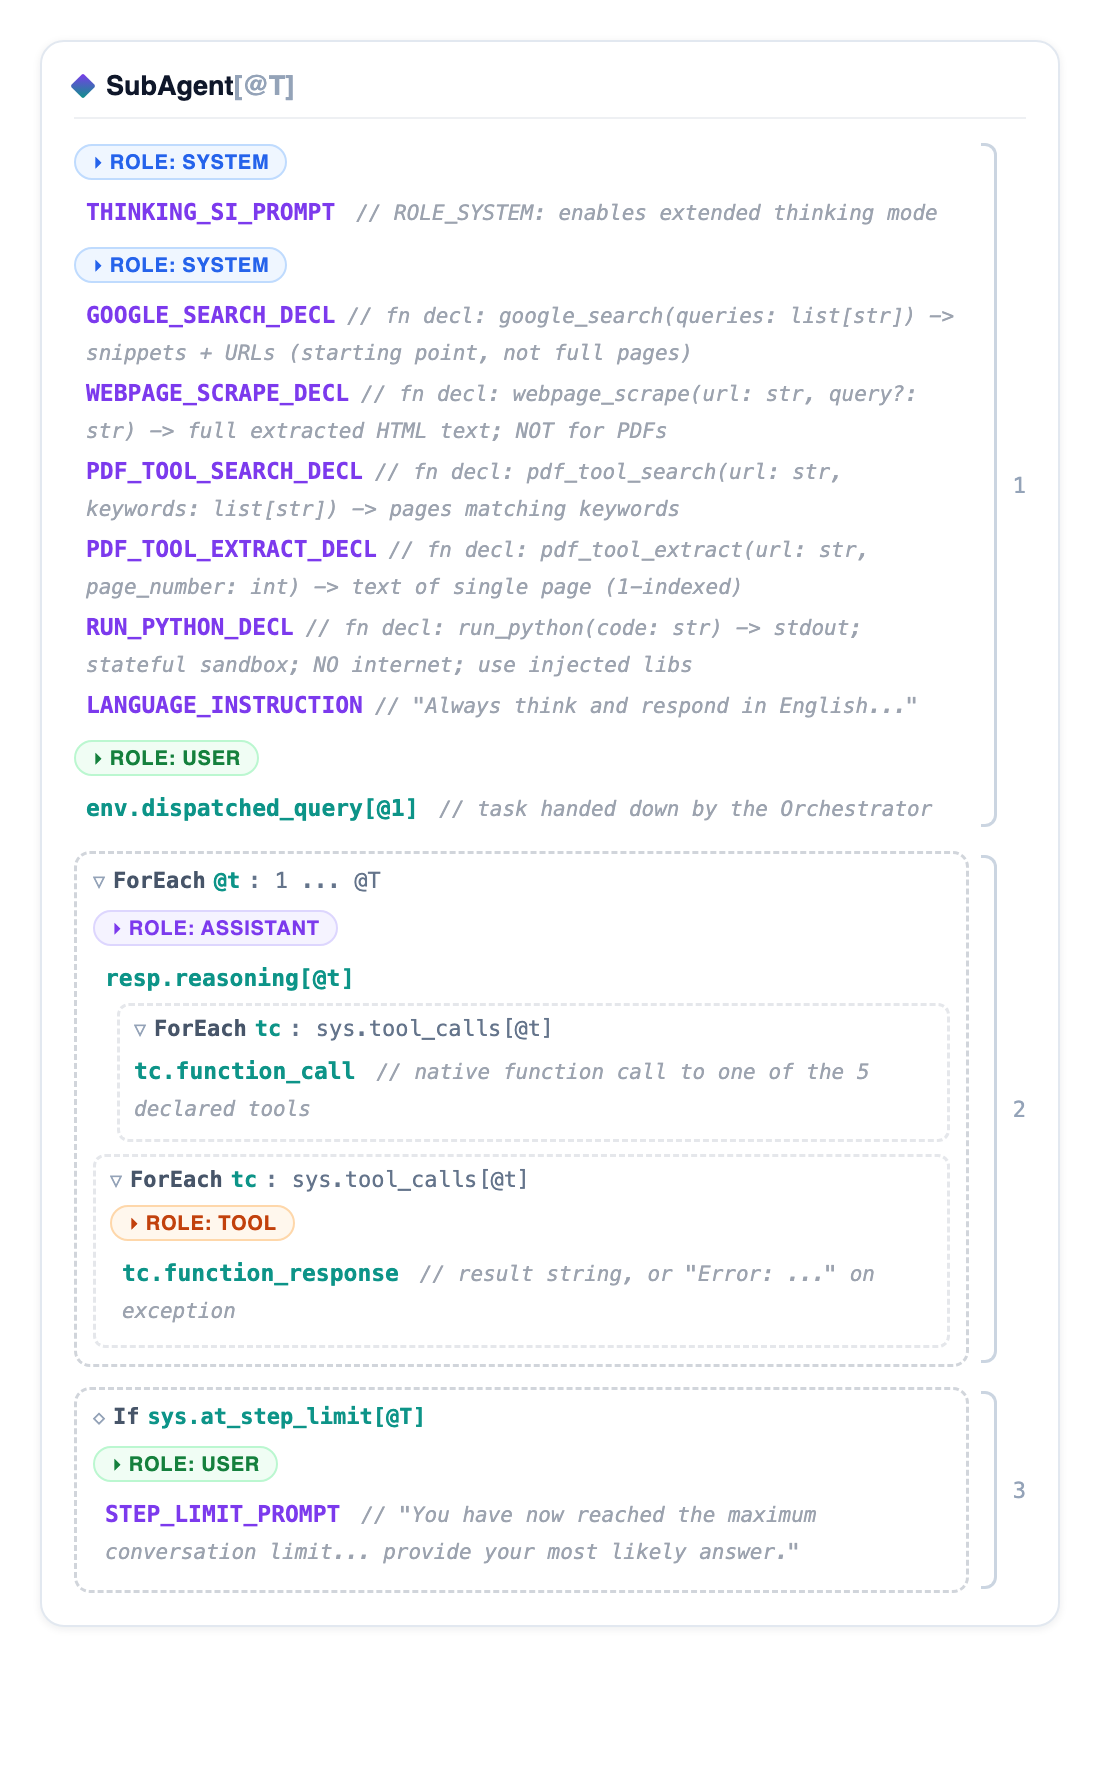 SubAgent[@T]
ROLE: SYSTEM
THINKING_SI_PROMPT // ROLE_SYSTEM: enables extended thinking mode
ROLE: SYSTEM
GOOGLE_SEARCH_DECL // fn decl: google_search(queries: list[str]) ->
snippets + URLs (starting point, not full pages)
WEBPAGE_SCRAPE_DECL // fn decl: webpage_scrape(url: str, query?:
str) -> full extracted HTML text; NOT for PDFs
PDF_TOOL_SEARCH_DECL // fn decl: pdf_tool_search(url: str,
keywords: list[str]) -> pages matching keywords
1
PDF_TOOL_EXTRACT_DECL // fn decl: pdf_tool_extract(url: str,
page_number: int) -> text of single page (1-indexed)
RUN_PYTHON_DECL // fn decl: run_python(code: str) -> stdout;
stateful sandbox; NO internet; use injected libs
LANGUAGE_INSTRUCTION // "Always think and respond in English..."
ROLE: USER
env.dispatched_query[@1] // task handed down by the Orchestrator
▽ ForEach @t : 1 ... @T
ROLE: ASSISTANT
resp.reasoning[@t]
▽ ForEach tc : sys.tool_calls[@t]
tc.function_call // native function call to one of the 5
declared tools
2
▽ ForEach tc : sys.tool_calls[@t]
ROLE: TOOL
tc.function_response // result string, or "Error: ..." on
exception
◇ If sys.at_step_limit[@T]
ROLE: USER
3
STEP_LIMIT_PROMPT // "You have now reached the maximum
conversation limit... provide your most likely answer."